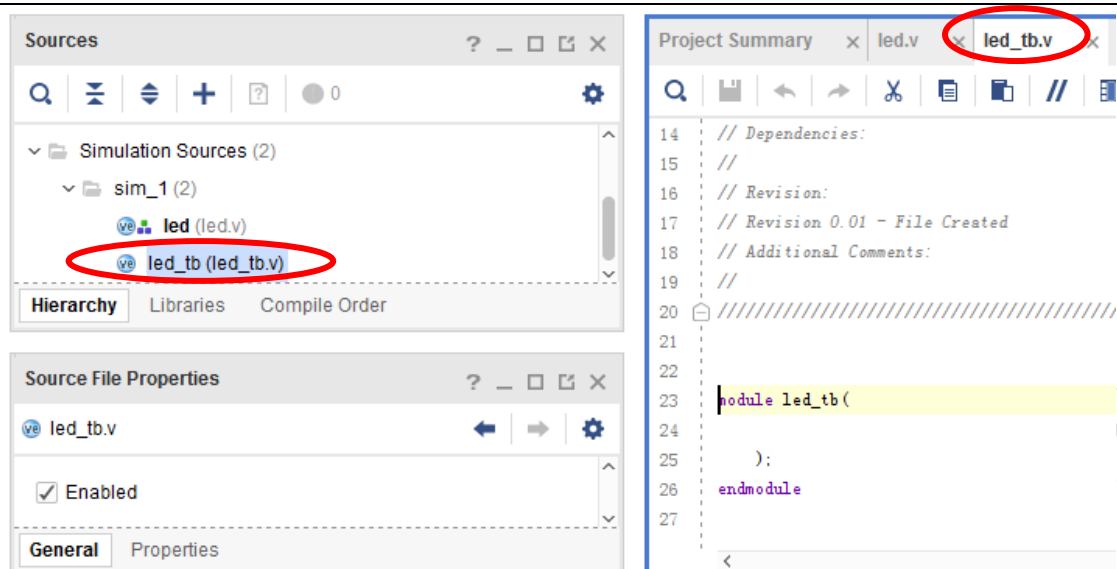 Sources
? _
0
Simulation Sources (2)
sim_1 (2)
led (led.v)
led_tb (led_tb.v)
Hierarchy Libraries Compile Order
Source File Properties
? _
led_tb.v
Enabled
General Properties
Project Summary × led.v × led_tb.v ×
14 // Dependencies:
15 //
16 // Revision:
17 // Revision 0.01 - File Created
18 // Additional Comments:
19 //
20 ////////////////////////////////////////////
21
22
23 module led_tb(
24
25 );
26 endmodule
27